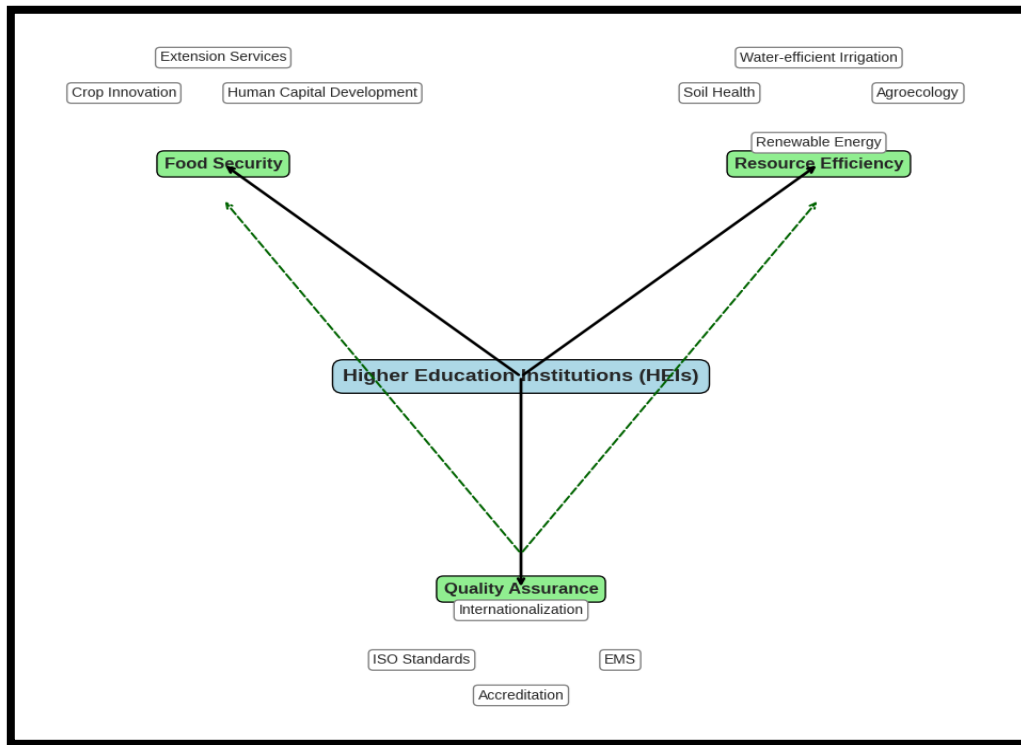 Extension Services
Water-efficient Irrigation
Crop Innovation
Human Capital Development
Soil Health
Agroecology
Renewable Energy
Food Security
Resource Efficiency
Higher Education Institutions (HEIs)
Quality Assurance
Internationalization
ISO Standards
EMS
Accreditation